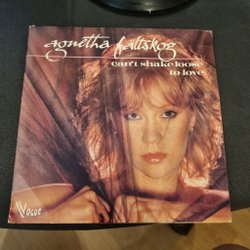 agnetha fältskog
can't shake loose
to love
Vogue